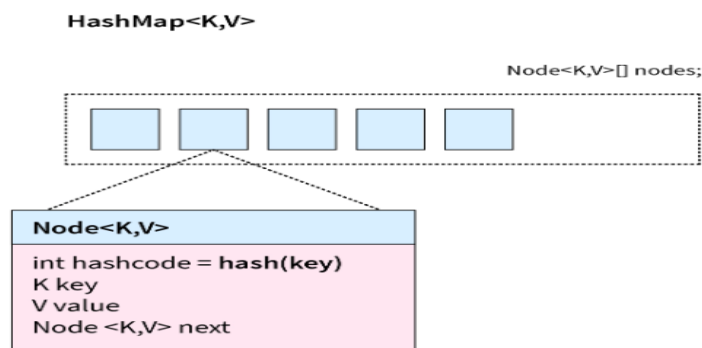 HashMap<K,V>
Node<K,V>[] nodes;
Node<K,V>
int hashcode = hash(key)
K key
V value
Node <K,V> next